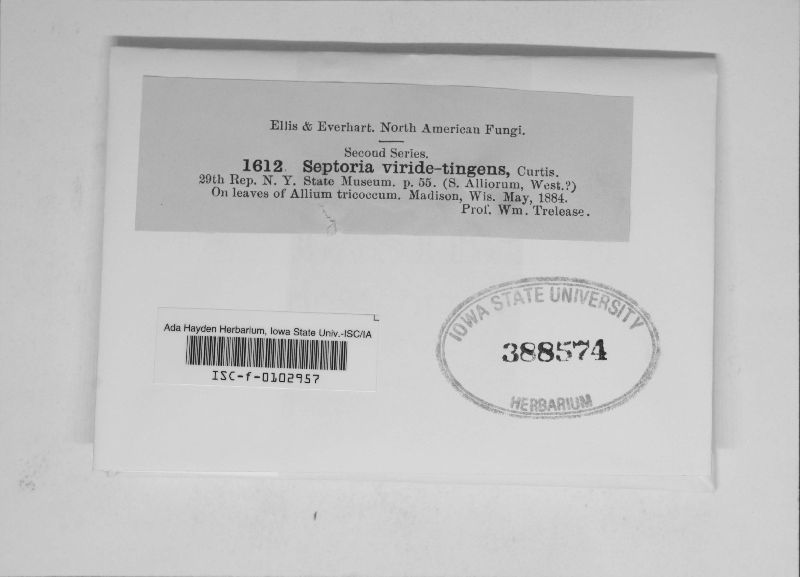 Ellis & Everhart. North American Fungi.
Second Series.
1612. Septoria viride-tingens, Curtis.
29th Rep. N. Y. State Museum. p. 55. (S. Alliorum, West.?)
On leaves of Allium tricoccum. Madison, Wis. May, 1884.
Prof. Wm. Trelease.
Ada Hayden Herbarium, Iowa State Univ.-ISC/IA
ISC-f-0102957
IOWA STATE UNIVERSITY
388574
HERBARIUM